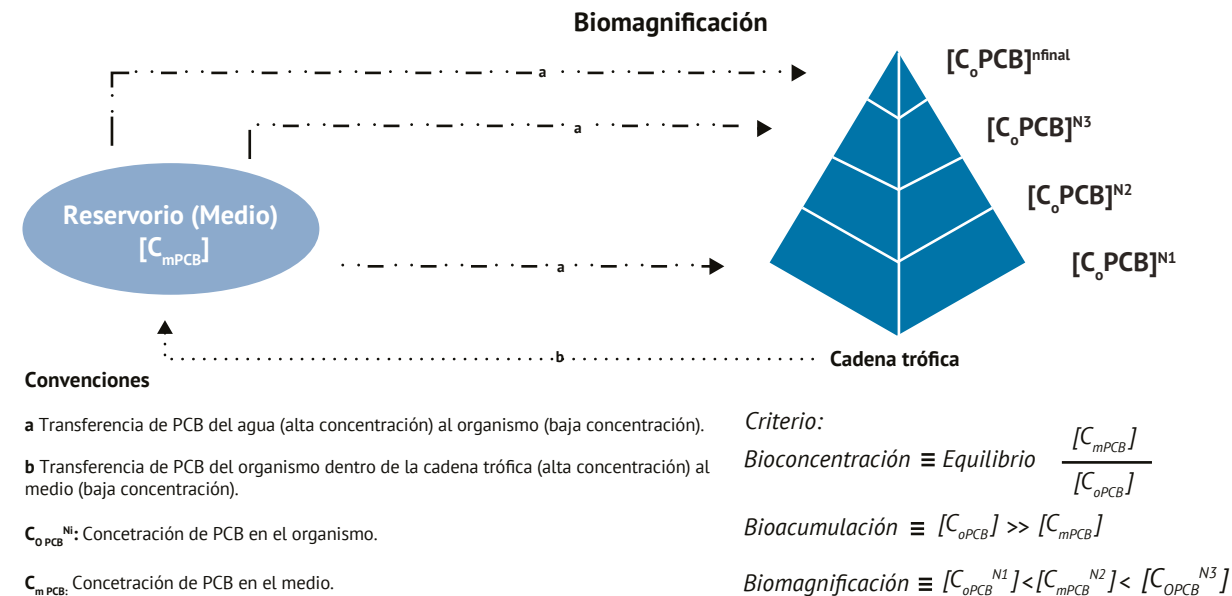 Biomagnificación
[CoPCB]nfinal
a
[CoPCB]N3
a
Reservorio (Medio)
[CmPCB]
[CoPCB]N2
a
[CoPCB]N1
b
Cadena trófica
Convenciones
a Transferencia de PCB del agua (alta concentración) al organismo (baja concentración).
b Transferencia de PCB del organismo dentro de la cadena trófica (alta concentración) al
medio (baja concentración).
CO PCBNi: Concetración de PCB en el organismo.
Cm PCB: Concetración de PCB en el medio.
Criterio:
Bioconcentración ≡ Equilibrio [CmPCB]
[CoPCB]
Bioacumulación ≡ [CoPCB] >> [CmPCB]
Biomagnificación ≡ [CoPCBN1]<[CmPCBN2]< [COPCBN3]